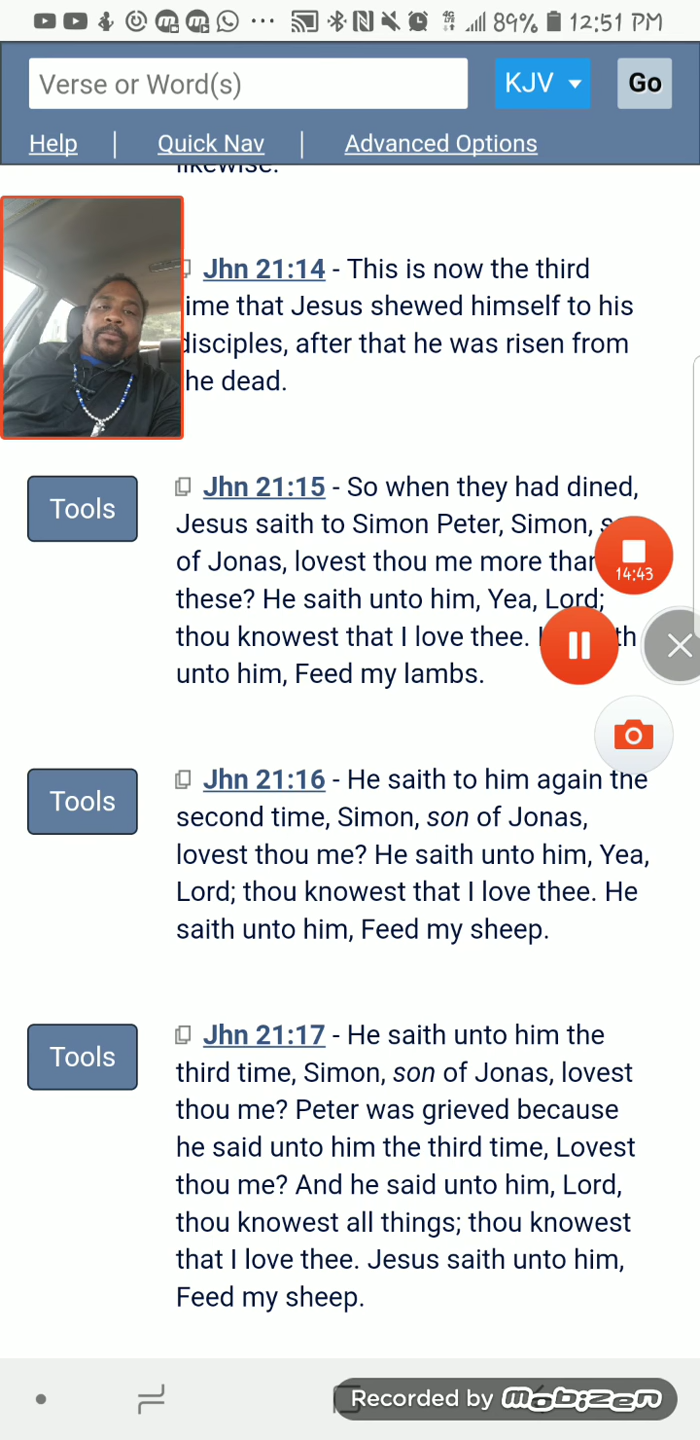 89% 12:51 PM
Verse or Word(s) KJV Go
Help | Quick Nav | Advanced Options
likewise.
Jhn 21:14 - This is now the third
ime that Jesus shewed himself to his
disciples, after that he was risen from
he dead.
Tools
Jhn 21:15 - So when they had dined,
Jesus saith to Simon Peter, Simon, s
of Jonas, lovest thou me more than
these? He saith unto him, Yea, Lord;
thou knowest that I love thee. th
unto him, Feed my lambs.
14:43
Tools
Jhn 21:16 - He saith to him again the
second time, Simon, son of Jonas,
lovest thou me? He saith unto him, Yea,
Lord; thou knowest that I love thee. He
saith unto him, Feed my sheep.
Tools
Jhn 21:17 - He saith unto him the
third time, Simon, son of Jonas, lovest
thou me? Peter was grieved because
he said unto him the third time, Lovest
thou me? And he said unto him, Lord,
thou knowest all things; thou knowest
that I love thee. Jesus saith unto him,
Feed my sheep.
Recorded by mobizen